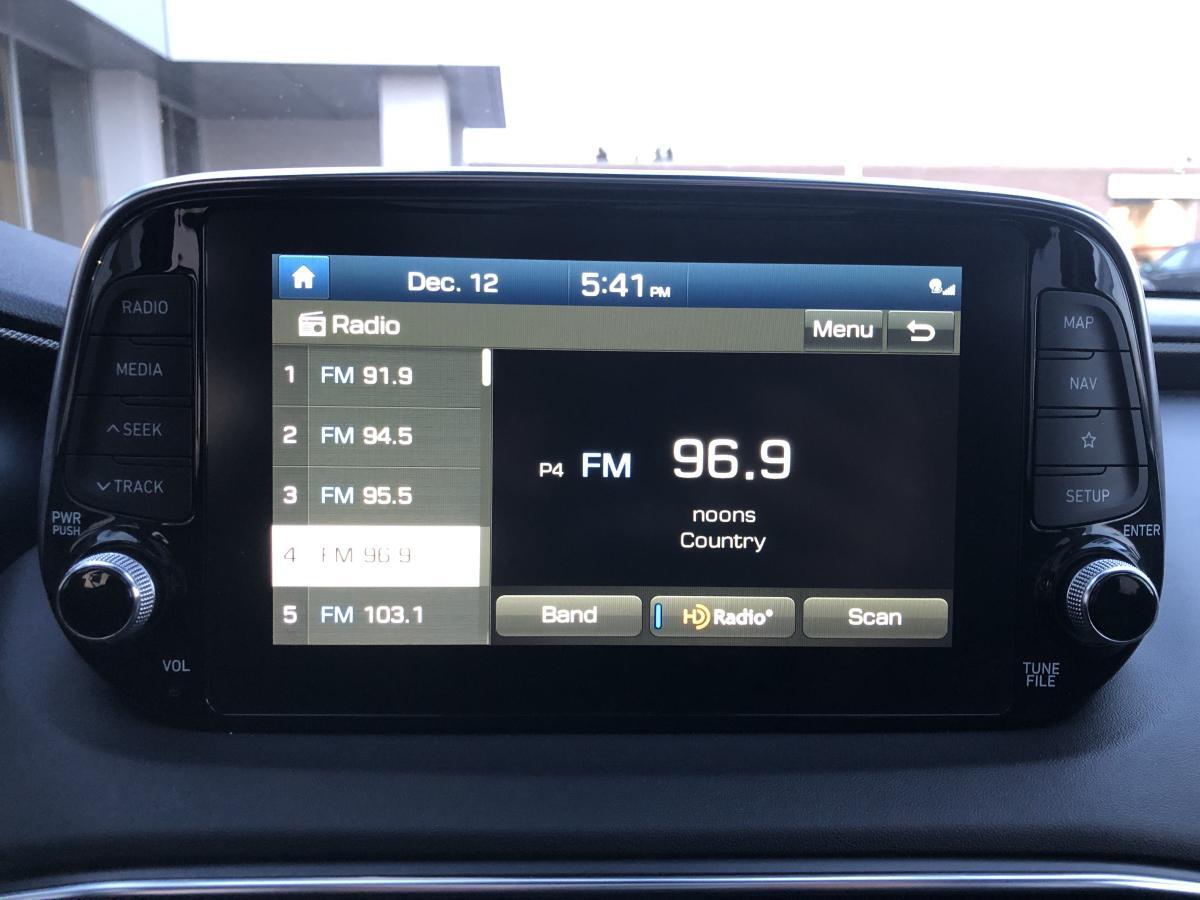 Dec. 12
5:41 PM
Radio
Menu
1 FM 91.9
2 FM 94.5
3 FM 95.5
4 FM 96.9
5 FM 103.1
P4 FM 96.9
noons
Country
Band
HD Radio®
Scan
RADIO
MEDIA
SEEK
TRACK
PWR
PUSH
VOL
MAP
NAV
SETUP
ENTER
TUNE
FILE